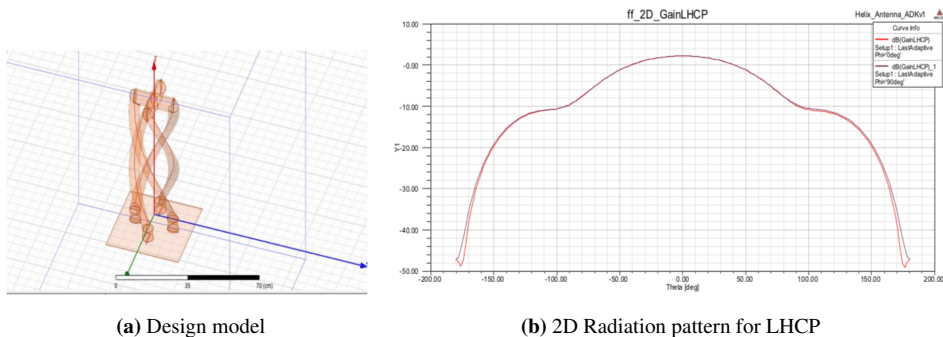 ff_2D_GainLHCP
Helix_Antenna_ADKv1
Curve Info
dB(GainLHCP)
Setup1 : LastAdaptive
Phi='0deg'
dB(GainLHCP)_1
Setup1 : LastAdaptive
Phi='90deg'
10.00
-0.00
-10.00
-20.00
-30.00
-40.00
-50.00
Y1
-200.00 -150.00 -100.00 -50.00 0.00 50.00 100.00 150.00 200.00
Theta [deg]
0 35 70 (cm)
(a) Design model
(b) 2D Radiation pattern for LHCP